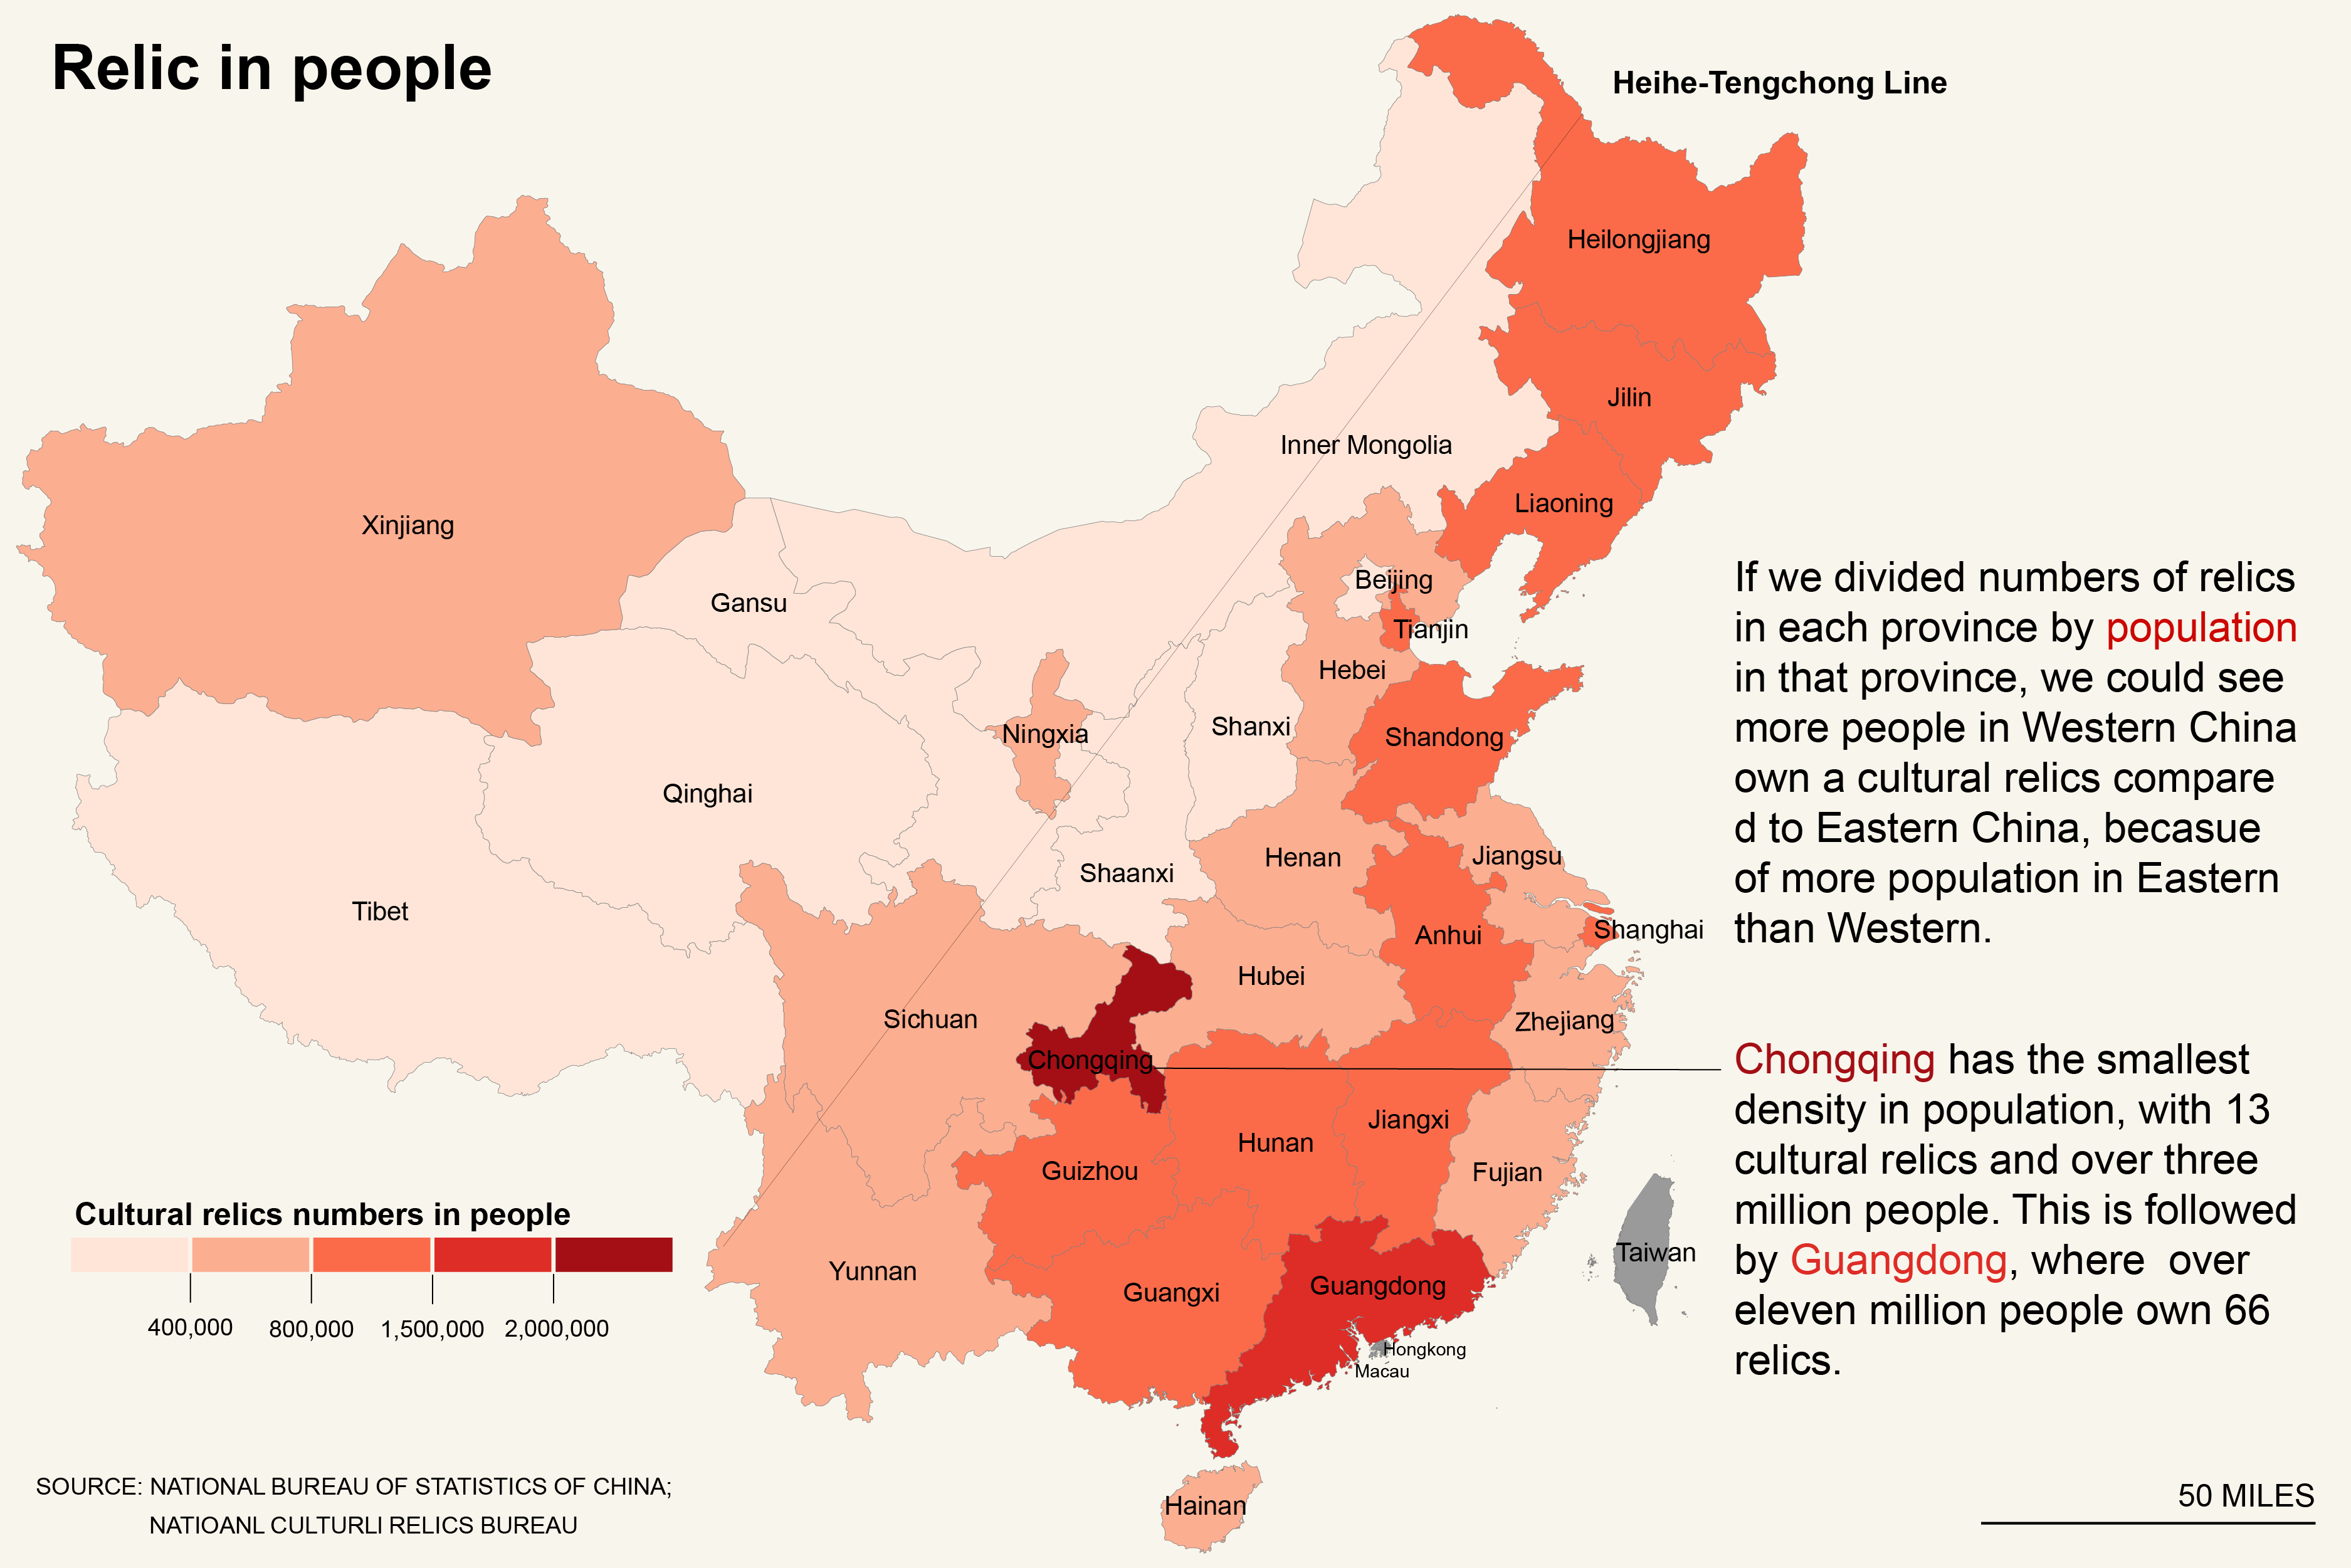 Relic in people
Heihe-Tengchong Line
Heilongjiang
Jilin
Inner Mongolia
Liaoning
Xinjiang
Beijing
Gansu
Tianjin
Hebei
Shanxi
Ningxia
Shandong
Qinghai
Henan
Jiangsu
Shaanxi
Tibet
Shanghai
Anhui
Hubei
Sichuan
Zhejiang
Chongqing
Jiangxi
Hunan
Guizhou
Fujian
Taiwan
Yunnan
Guangdong
Guangxi
Hongkong
Macau
Hainan
If we divided numbers of relics
in each province by population
in that province, we could see
more people in Western China
own a cultural relics compare
d to Eastern China, becasue
of more population in Eastern
than Western.
Chongqing has the smallest
density in population, with 13
cultural relics and over three
million people. This is followed
by Guangdong, where over
eleven million people own 66
relics.
Cultural relics numbers in people
400,000 800,000 1,500,000 2,000,000
SOURCE: NATIONAL BUREAU OF STATISTICS OF CHINA;
NATIOANL CULTURLI RELICS BUREAU
50 MILES